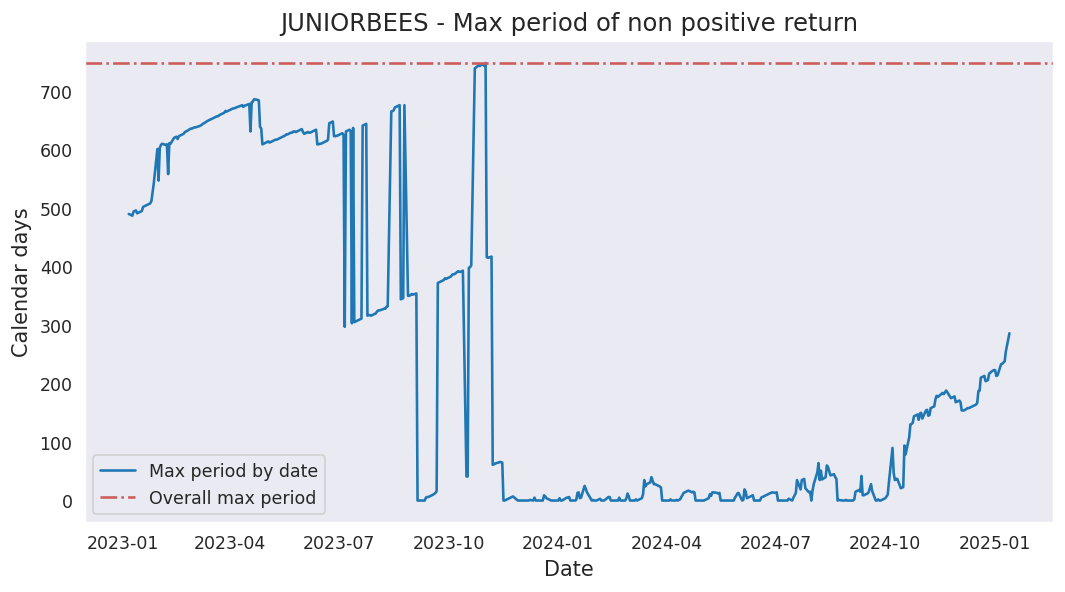 JUNIORBEES - Max period of non positive return
Calendar days
700
600
500
400
300
200
100
0
Max period by date
Overall max period
2023-01 2023-04 2023-07 2023-10 2024-01 2024-04 2024-07 2024-10 2025-01
Date